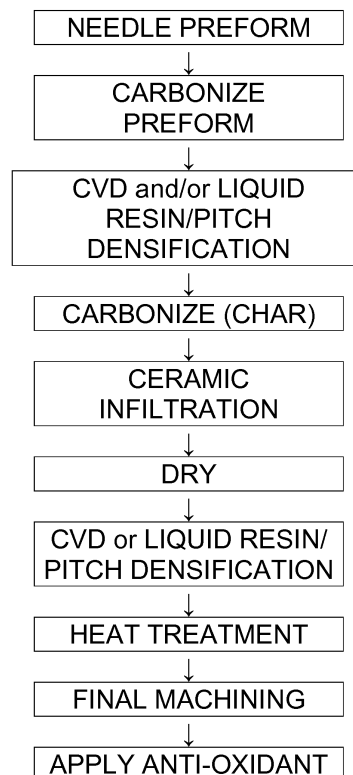 NEEDLE PREFORM
CARBONIZE
PREFORM
CVD and/or LIQUID
RESIN/PITCH
DENSIFICATION
CARBONIZE (CHAR)
CERAMIC
INFILTRATION
DRY
CVD or LIQUID RESIN/
PITCH DENSIFICATION
HEAT TREATMENT
FINAL MACHINING
APPLY ANTI-OXIDANT